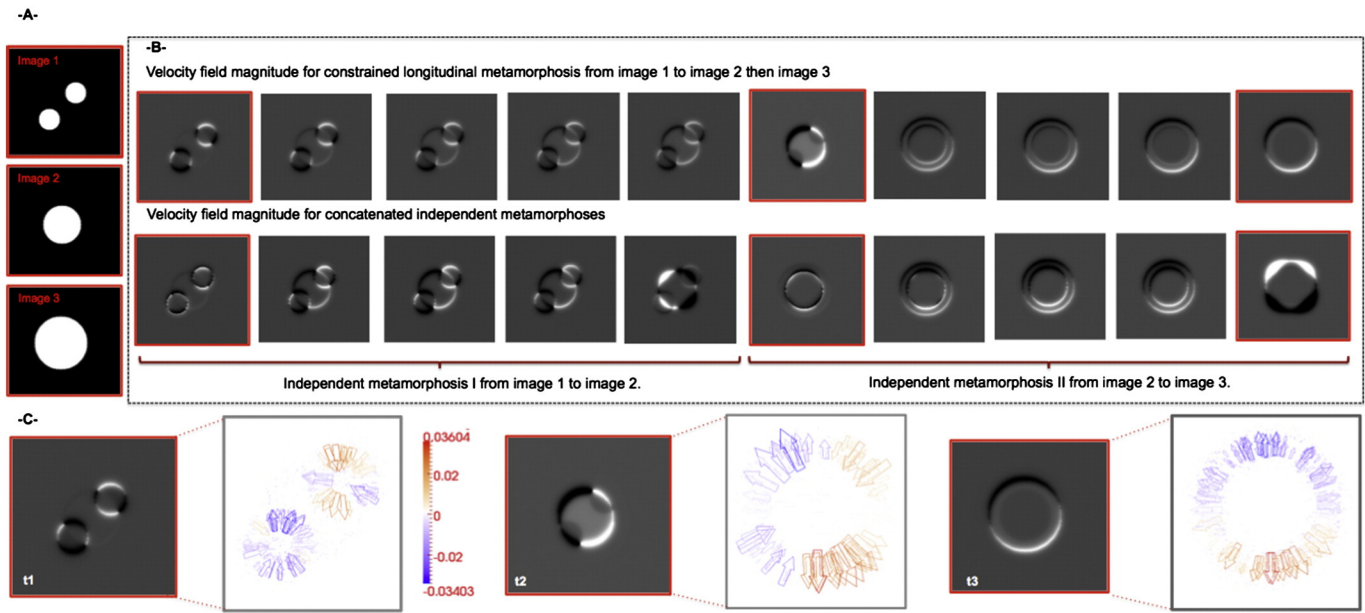 -A-
Image 1
Image 2
Image 3
-B-
Velocity field magnitude for constrained longitudinal metamorphosis from image 1 to image 2 then image 3
Velocity field magnitude for concatenated independent metamorphoses
Independent metamorphosis I from image 1 to image 2.
Independent metamorphosis II from image 2 to image 3.
-C-
t1
0.03604
0.02
0
-0.02
-0.03403
t2
t3